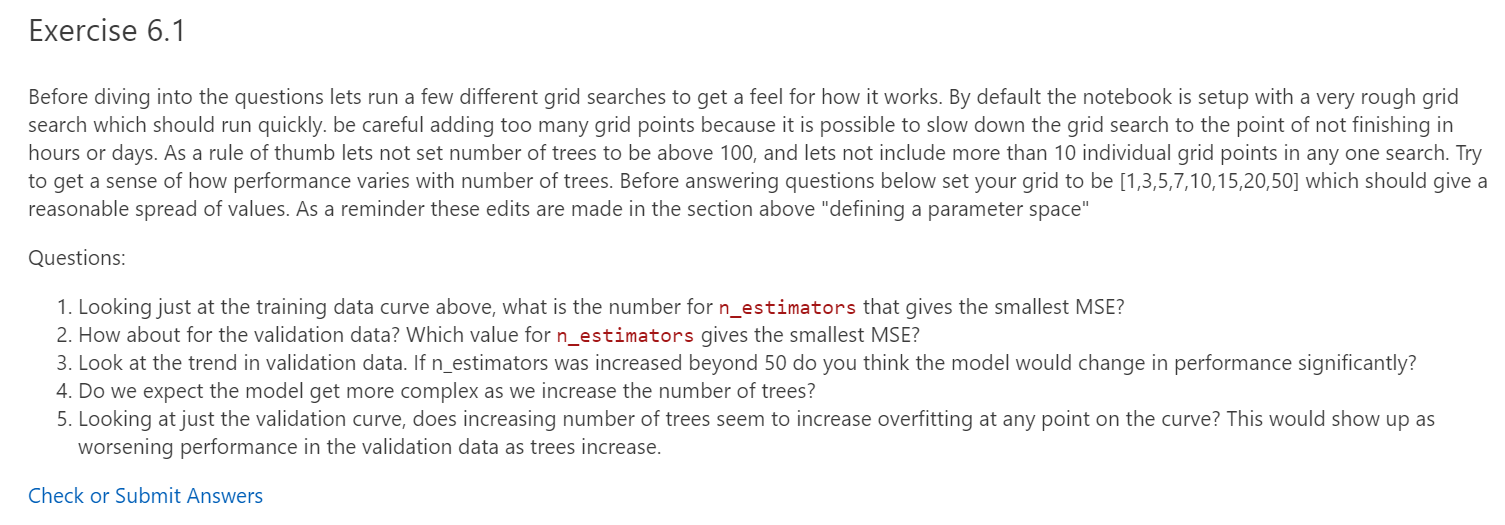 Exercise 6.1
Before diving into the questions lets run a few different grid searches to get a feel for how it works. By default the notebook is setup with a very rough grid
search which should run quickly. be careful adding too many grid points because it is possible to slow down the grid search to the point of not finishing in
hours or days. As a rule of thumb lets not set number of trees to be above 100, and lets not include more than 10 individual grid points in any one search. Try
to get a sense of how performance varies with number of trees. Before answering questions below set your grid to be [1,3,5,7,10,15,20,50] which should give a
reasonable spread of values. As a reminder these edits are made in the section above "defining a parameter space"
Questions:
1. Looking just at the training data curve above, what is the number for n_estimators that gives the smallest MSE?
2. How about for the validation data? Which value for n_estimators gives the smallest MSE?
3. Look at the trend in validation data. If n_estimators was increased beyond 50 do you think the model would change in performance significantly?
4. Do we expect the model get more complex as we increase the number of trees?
5. Looking at just the validation curve, does increasing number of trees seem to increase overfitting at any point on the curve? This would show up as
worsening performance in the validation data as trees increase.
Check or Submit Answers